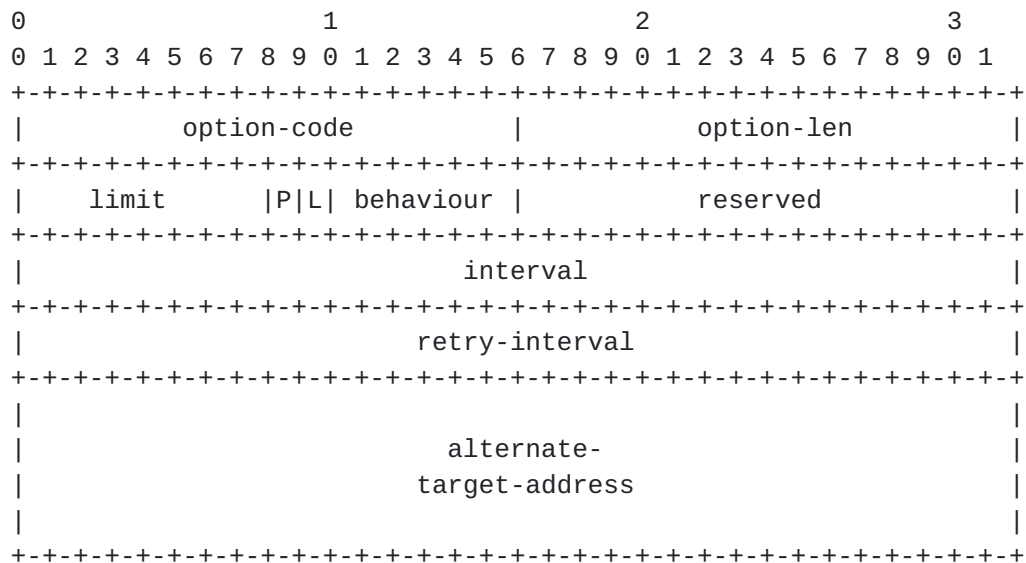 0                   1                   2                   3
0 1 2 3 4 5 6 7 8 9 0 1 2 3 4 5 6 7 8 9 0 1 2 3 4 5 6 7 8 9 0 1
+-+-+-+-+-+-+-+-+-+-+-+-+-+-+-+-+-+-+-+-+-+-+-+-+-+-+-+-+-+-+-+-+
|          option-code          |           option-len          |
+-+-+-+-+-+-+-+-+-+-+-+-+-+-+-+-+-+-+-+-+-+-+-+-+-+-+-+-+-+-+-+-+
|    limit      |P|L| behaviour |           reserved            |
+-+-+-+-+-+-+-+-+-+-+-+-+-+-+-+-+-+-+-+-+-+-+-+-+-+-+-+-+-+-+-+-+
|                            interval                           |
+-+-+-+-+-+-+-+-+-+-+-+-+-+-+-+-+-+-+-+-+-+-+-+-+-+-+-+-+-+-+-+-+
|                         retry-interval                        |
+-+-+-+-+-+-+-+-+-+-+-+-+-+-+-+-+-+-+-+-+-+-+-+-+-+-+-+-+-+-+-+-+
|                                                               |
|                           alternate-                          |
|                         target-address                        |
|                                                               |
+-+-+-+-+-+-+-+-+-+-+-+-+-+-+-+-+-+-+-+-+-+-+-+-+-+-+-+-+-+-+-+-+